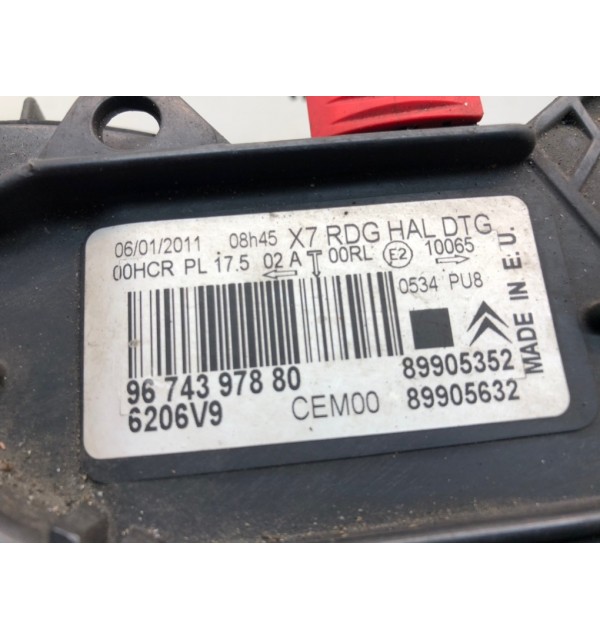 06/01/2011 08h45 X7 RDG HAL DTG
00HCR PL 17.5 02 A 00RL E2 10065
0534 PU8
MADE IN E.U.
96 743 978 80 89905352
6206V9 CEM00 89905632